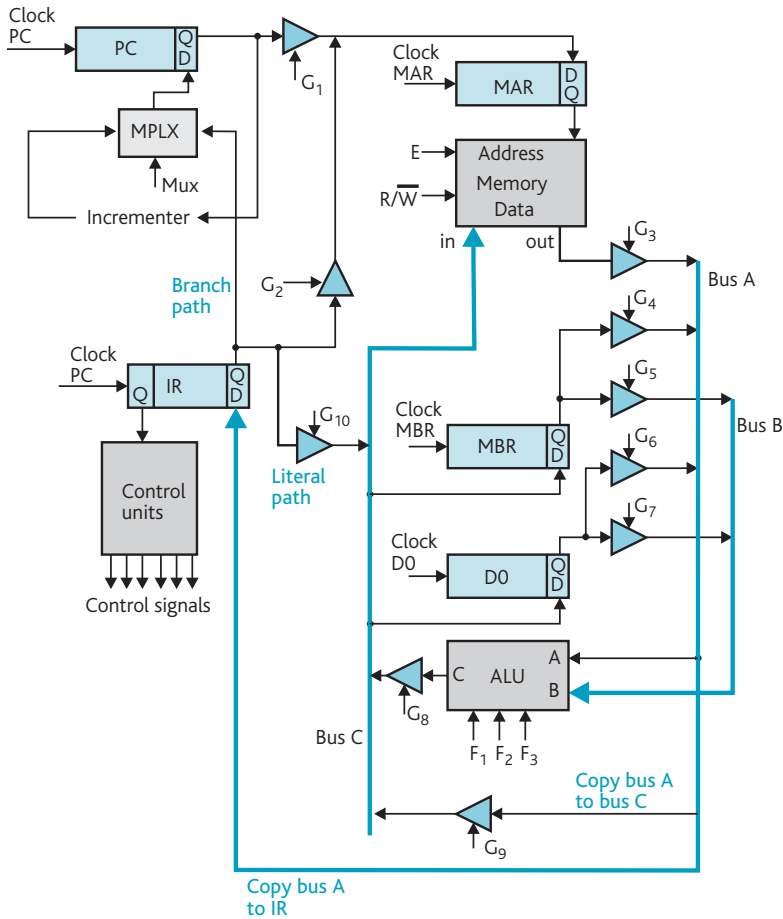 Clock
PC
PC
Q
D
G1
Clock
MAR
MAR
D
Q
MPLX
Mux
Incrementer
E
R/W̅
Address
Memory
Data
in
out
G3
Bus A
Branch
path
G2
G4
Clock
PC
Q
IR
Q
D
G10
Literal
path
Clock
MBR
MBR
Q
D
G5
Bus B
G6
Control
units
Control signals
G7
Clock
D0
D0
Q
D
C
ALU
A
B
G8
F1
F2
F3
Bus C
Copy bus A
to bus C
G9
Copy bus A
to IR